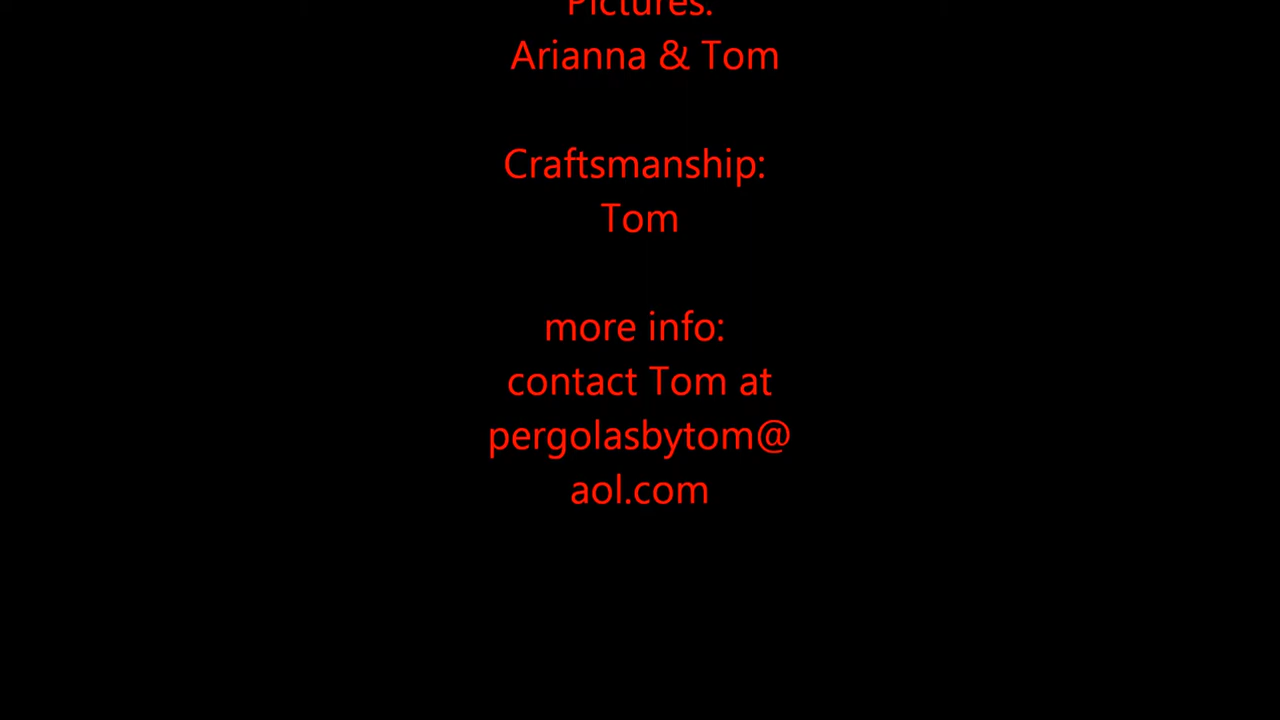 Pictures:
Arianna & Tom
Craftsmanship:
Tom
more info:
contact Tom at
pergolasbytom@
aol.com